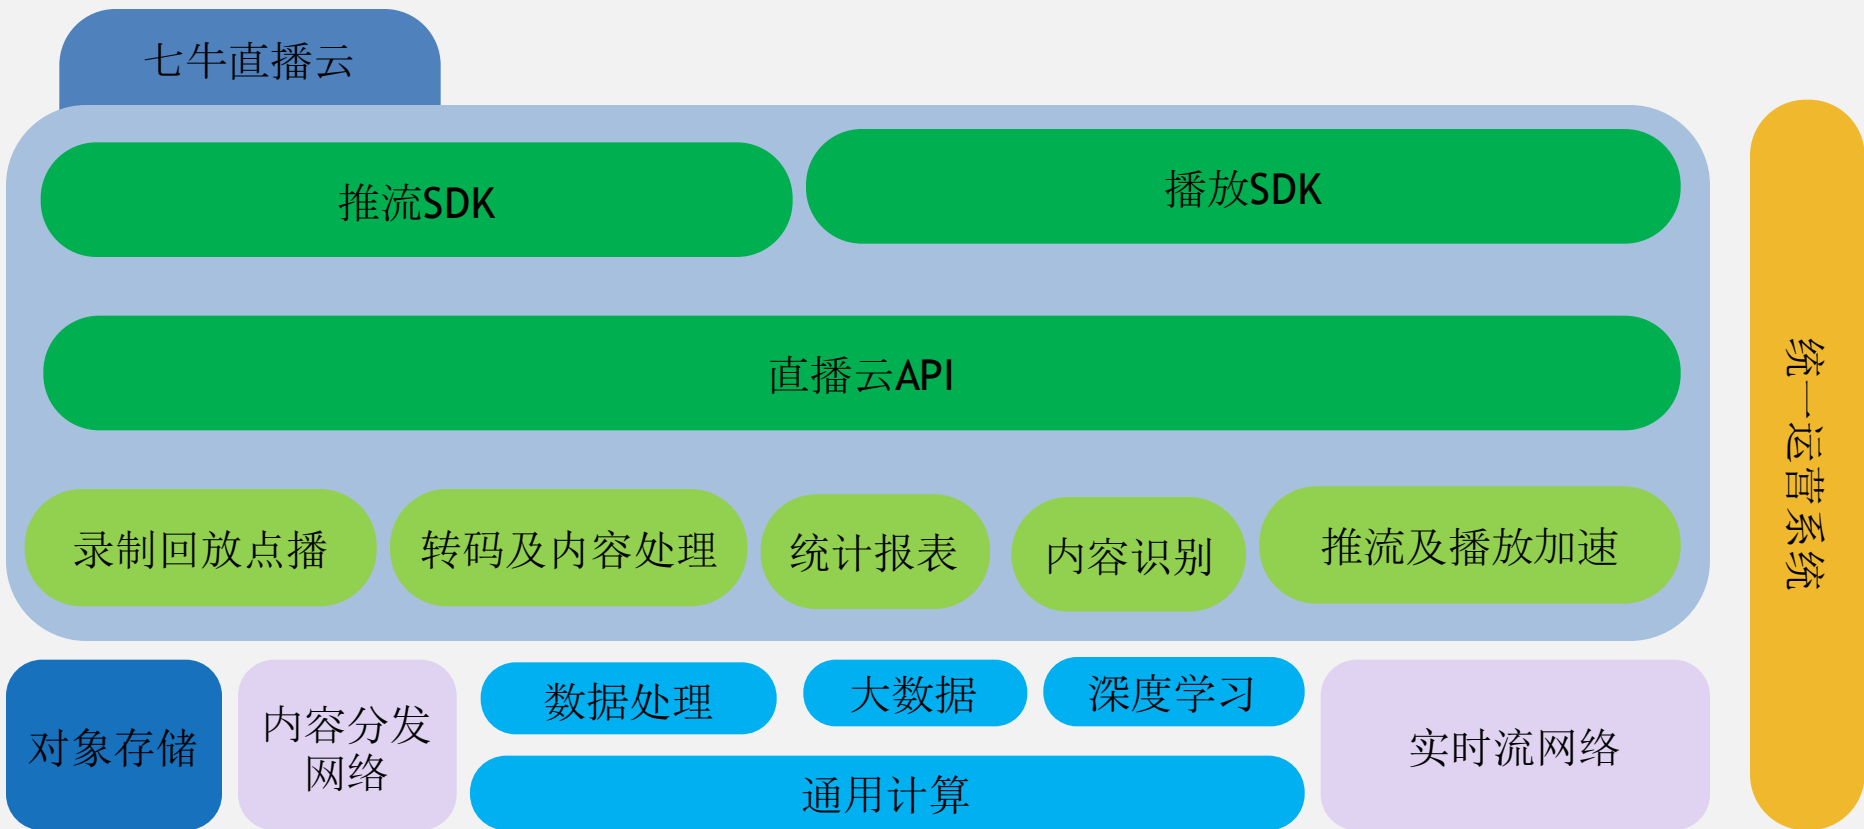 七牛直播云
推流SDK
播放SDK
直播云API
录制回放点播
转码及内容处理
统计报表
内容识别
推流及播放加速
对象存储
内容分发
网络
数据处理
大数据
深度学习
通用计算
实时流网络
统一运营系统